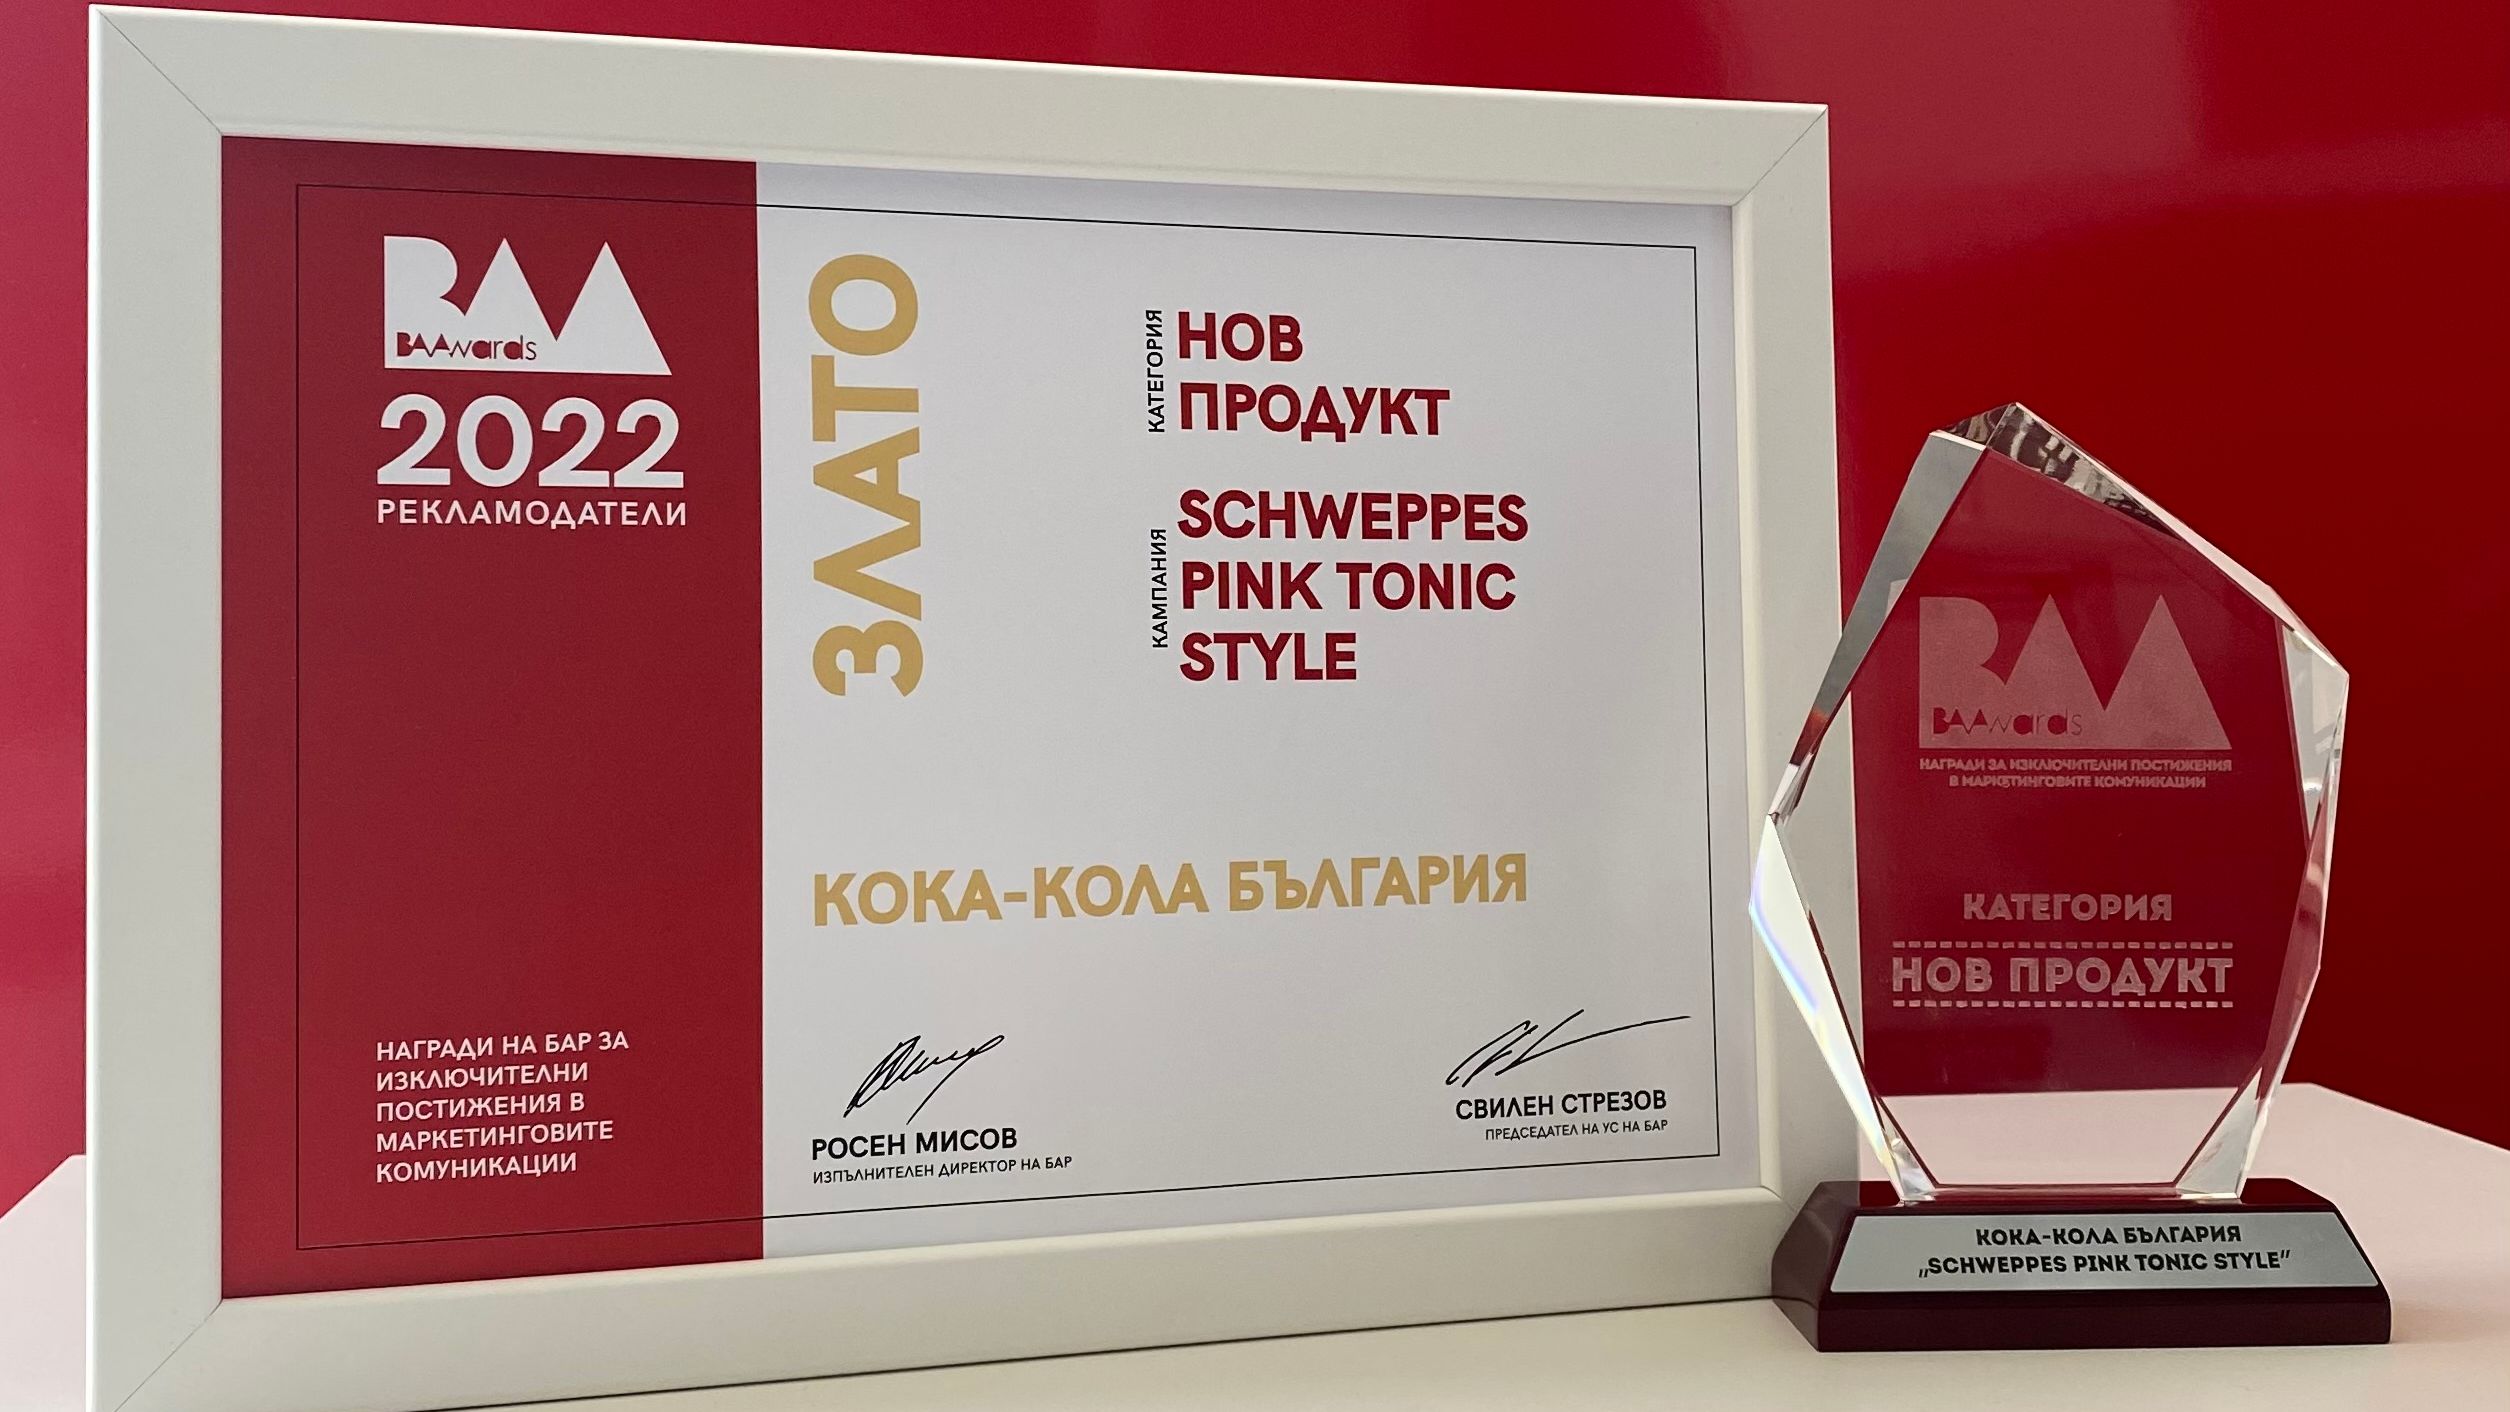 BAA
BAAwards
2022
РЕКЛАМОДАТЕЛИ
НАГРАДИ НА БАР ЗА
ИЗКЛЮЧИТЕЛНИ
ПОСТИЖЕНИЯ В
МАРКЕТИНГОВИТЕ
КОМУНИКАЦИИ
ЗЛАТО
КАТЕГОРИЯ
НОВ
ПРОДУКТ
КАМПАНИЯ
SCHWEPPES
PINK TONIC
STYLE
КОКА-КОЛА БЪЛГАРИЯ
РОСЕН МИСОВ
ИЗПЪЛНИТЕЛЕН ДИРЕКТОР НА БАР
СВИЛЕН СТРЕЗОВ
ПРЕДСЕДАТЕЛ НА УС НА БАР
BAA
BAAwards
НАГРАДИ ЗА ИЗКЛЮЧИТЕЛНИ ПОСТИЖЕНИЯ
В МАРКЕТИНГОВИТЕ КОМУНИКАЦИИ
КАТЕГОРИЯ
НОВ ПРОДУКТ
КОКА-КОЛА БЪЛГАРИЯ
„SCHWEPPES PINK TONIC STYLE”